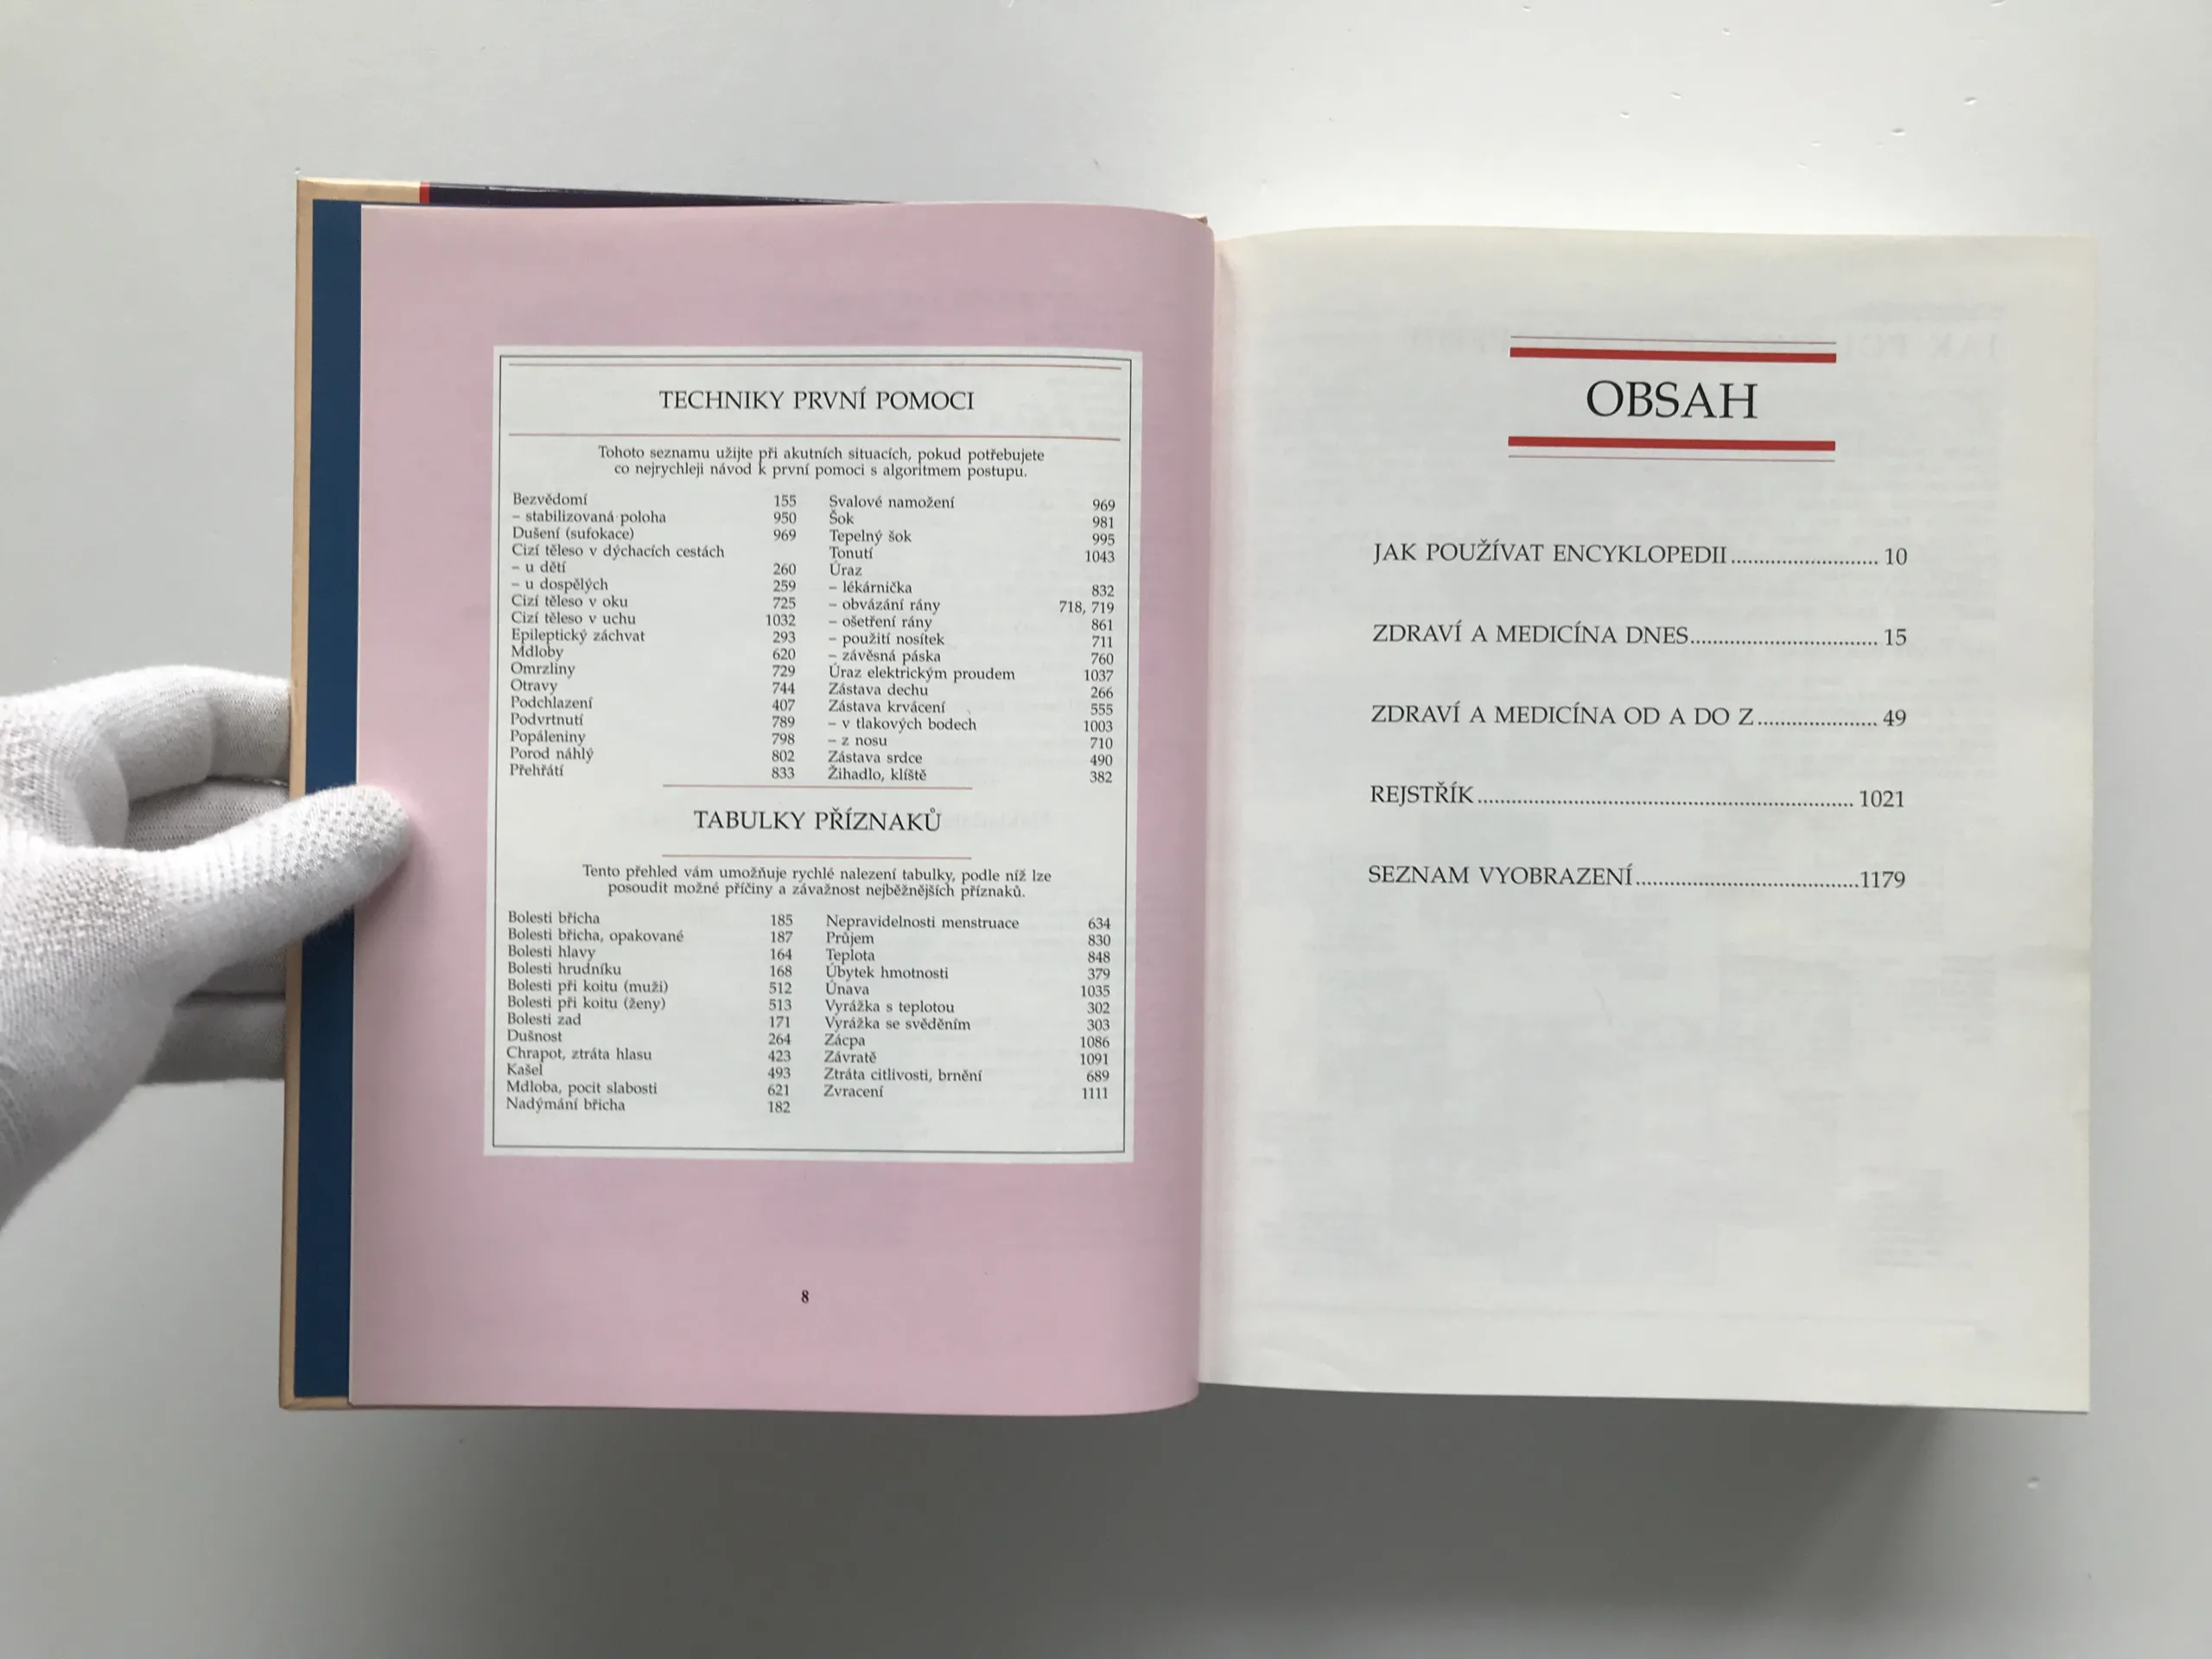 TECHNIKY PRVNÍ POMOCI
Tohoto seznamu užijte při akutních situacích, pokud potřebujete
co nejrychleji návod k první pomoci s algoritmem postupu.
Bezvědomí 155
– stabilizovaná poloha 950
Dušení (sufokace) 969
Cizí těleso v dýchacích cestách
– u dětí 260
– u dospělých 259
Cizí těleso v oku 725
Cizí těleso v uchu 1032
Epileptický záchvat 293
Mdloby 620
Omrzliny 729
Otravy 744
Podchlazení 407
Podvrtnutí 789
Popáleniny 798
Porod náhlý 802
Přehřátí 833
Svalové namožení 969
Šok 981
Tepelný šok 995
Tonutí 1043
Úraz
– lékárnička 832
– obvázání rány 718, 719
– ošetření rány 861
– použití nosítek 711
– závěsná páska 760
Úraz elektrickým proudem 1037
Zástava dechu 266
Zástava krvácení 555
– v tlakových bodech 1003
– z nosu 710
Zástava srdce 490
Žihadlo, klíště 382
TABULKY PŘÍZNAKŮ
Tento přehled vám umožňuje rychlé nalezení tabulky, podle níž lze
posoudit možné příčiny a závažnost nejběžnějších příznaků.
Bolesti břicha 185
Bolesti břicha, opakované 187
Bolesti hlavy 164
Bolesti hrudníku 168
Bolesti při koitu (muži) 512
Bolesti při koitu (ženy) 513
Bolesti zad 171
Dušnost 264
Chrapot, ztráta hlasu 423
Kašel 493
Mdloba, pocit slabosti 621
Nadýmání břicha 182
Nepravidelnosti menstruace 634
Průjem 830
Teplota 848
Úbytek hmotnosti 379
Únava 1035
Vyrážka s teplotou 302
Vyrážka se svěděním 303
Zácpa 1086
Závratě 1091
Ztráta citlivosti, brnění 689
Zvracení 1111
8
OBSAH
JAK POUŽÍVAT ENCYKLOPEDII.......................... 10
ZDRAVÍ A MEDICÍNA DNES................................ 15
ZDRAVÍ A MEDICÍNA OD A DO Z..................... 49
REJSTŘÍK.................................................................. 1021
SEZNAM VYOBRAZENÍ.......................................1179